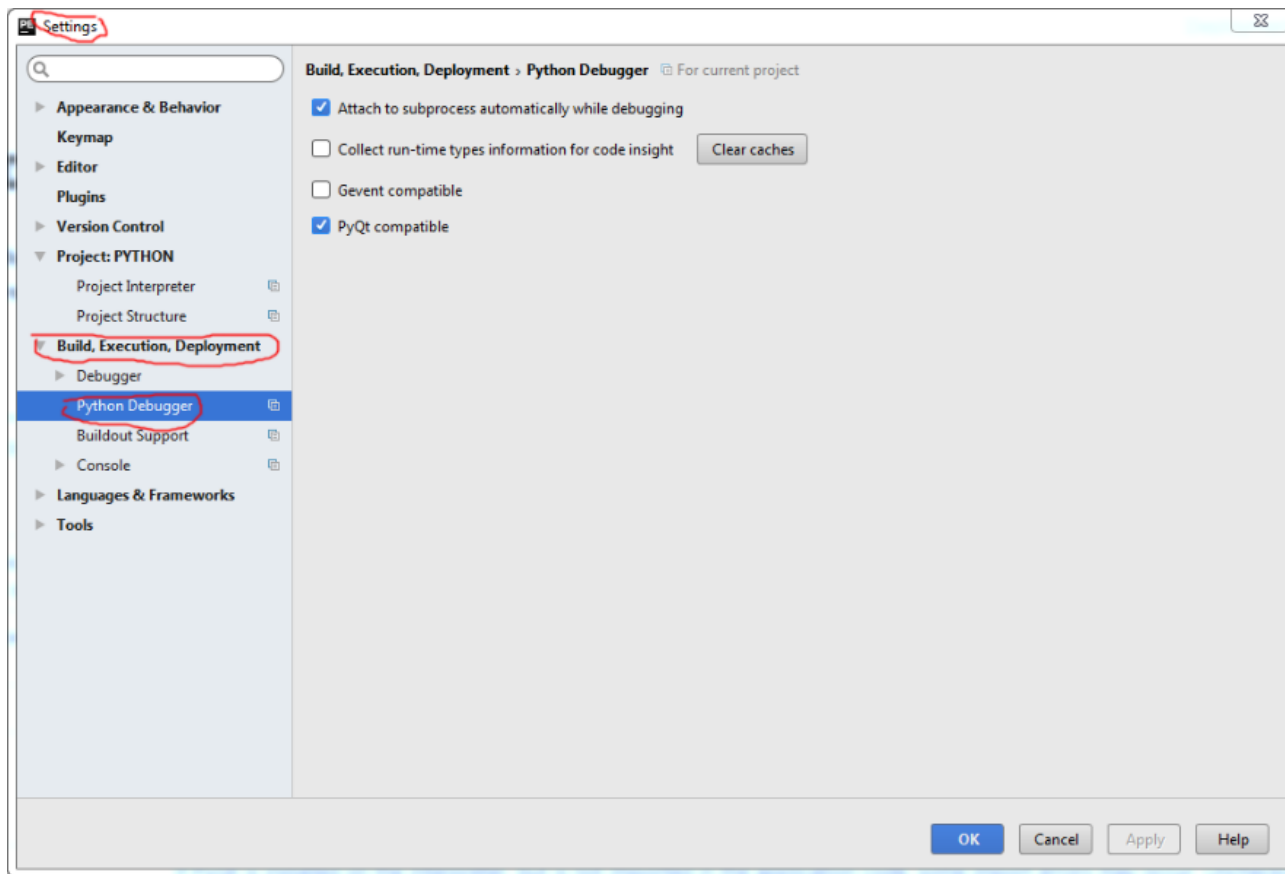 PE Settings
Build, Execution, Deployment › Python Debugger For current project
Appearance & Behavior
Keymap
Editor
Plugins
Version Control
Project: PYTHON
Project Interpreter
Project Structure
Build, Execution, Deployment
Debugger
Python Debugger
Buildout Support
Console
Languages & Frameworks
Tools
Attach to subprocess automatically while debugging
Collect run-time types information for code insight Clear caches
Gevent compatible
PyQt compatible
OK Cancel Apply Help